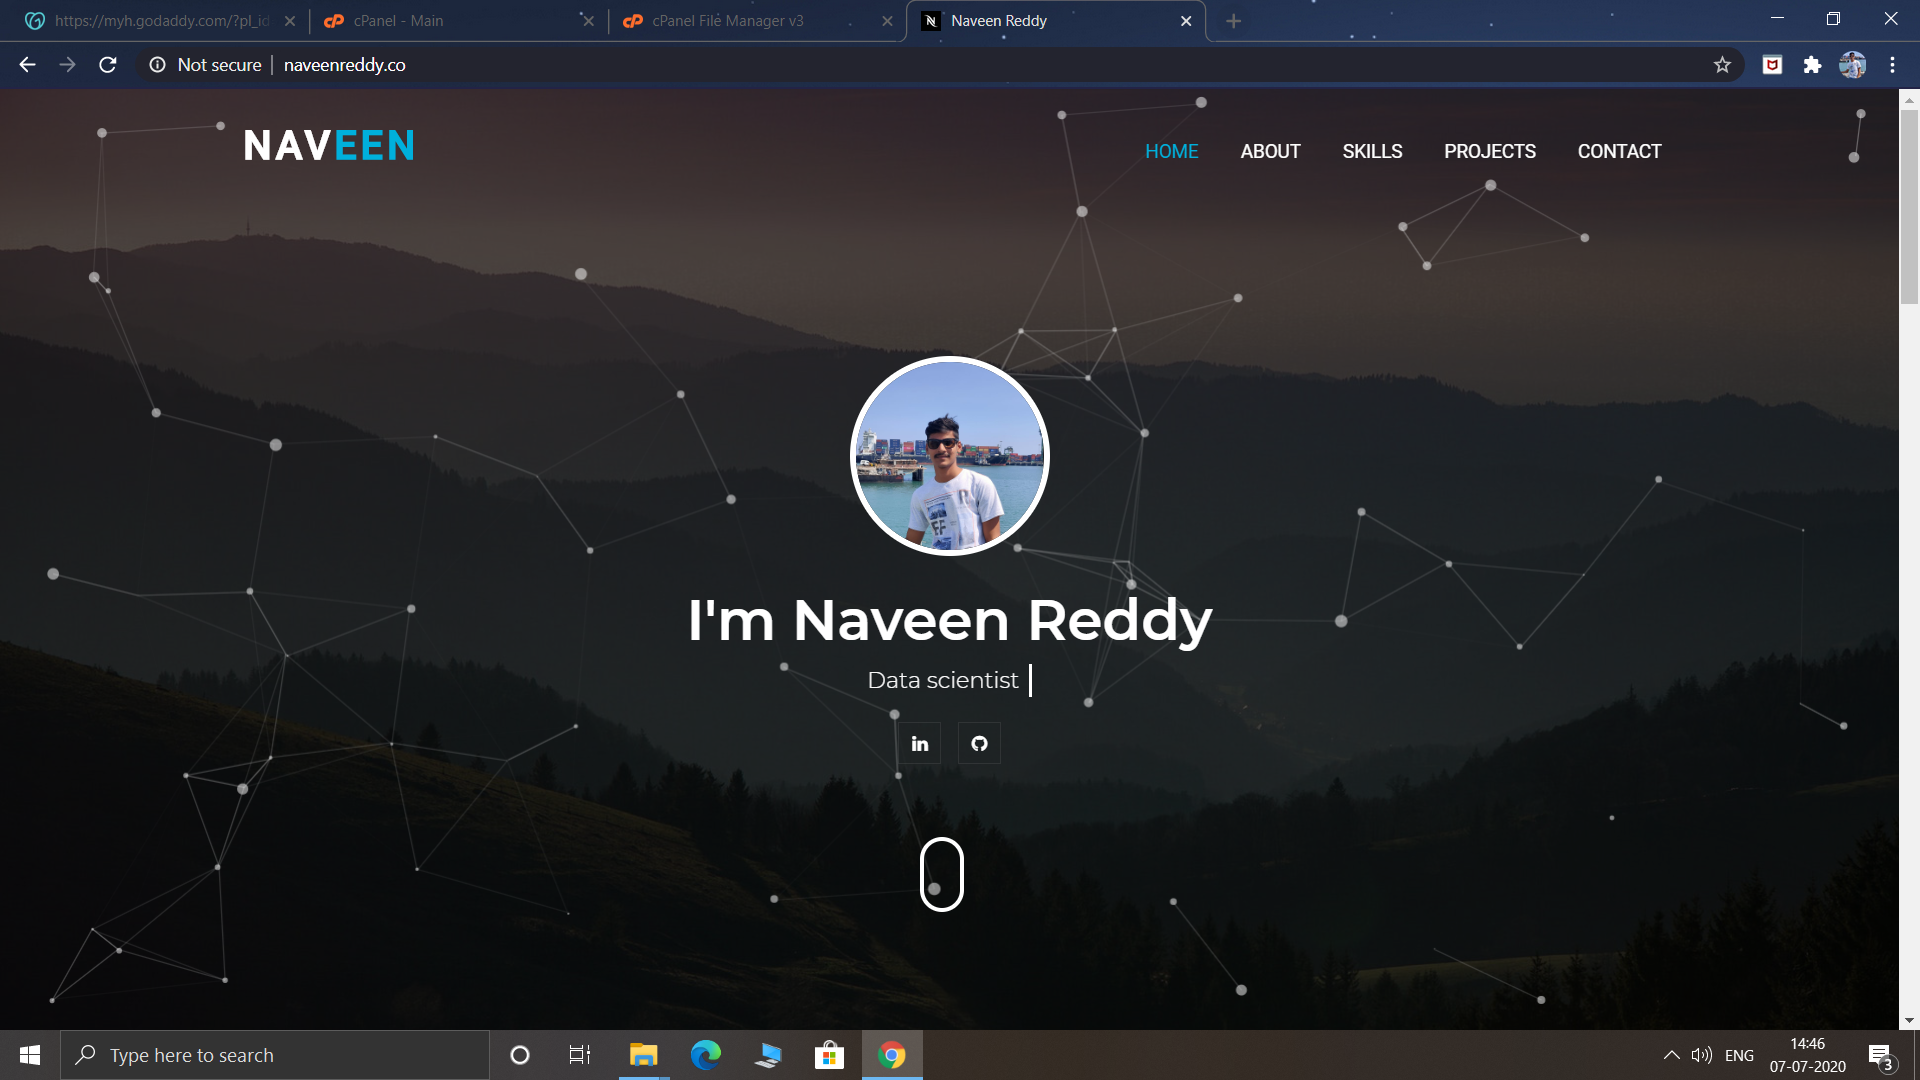 https://myh.godaddy.com/?pl_id
cPanel - Main
cPanel File Manager v3
Naveen Reddy
Not secure
naveenreddy.co
NAVEEN
HOME
ABOUT
SKILLS
PROJECTS
CONTACT
I'm Naveen Reddy
Data scientist
in
Type here to search
ENG
14:46
07-07-2020
3